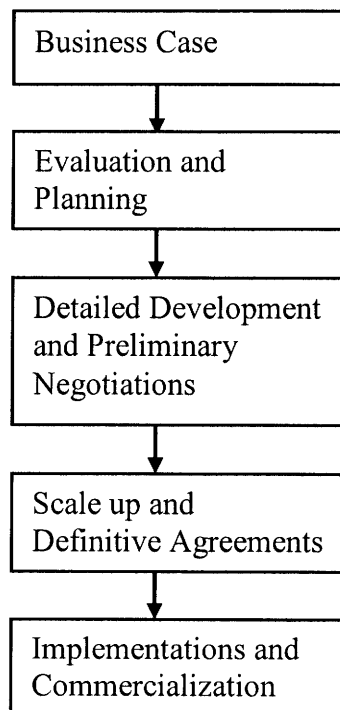 Business Case
Evaluation and
Planning
Detailed Development
and Preliminary
Negotiations
Scale up and
Definitive Agreements
Implementations and
Commercialization